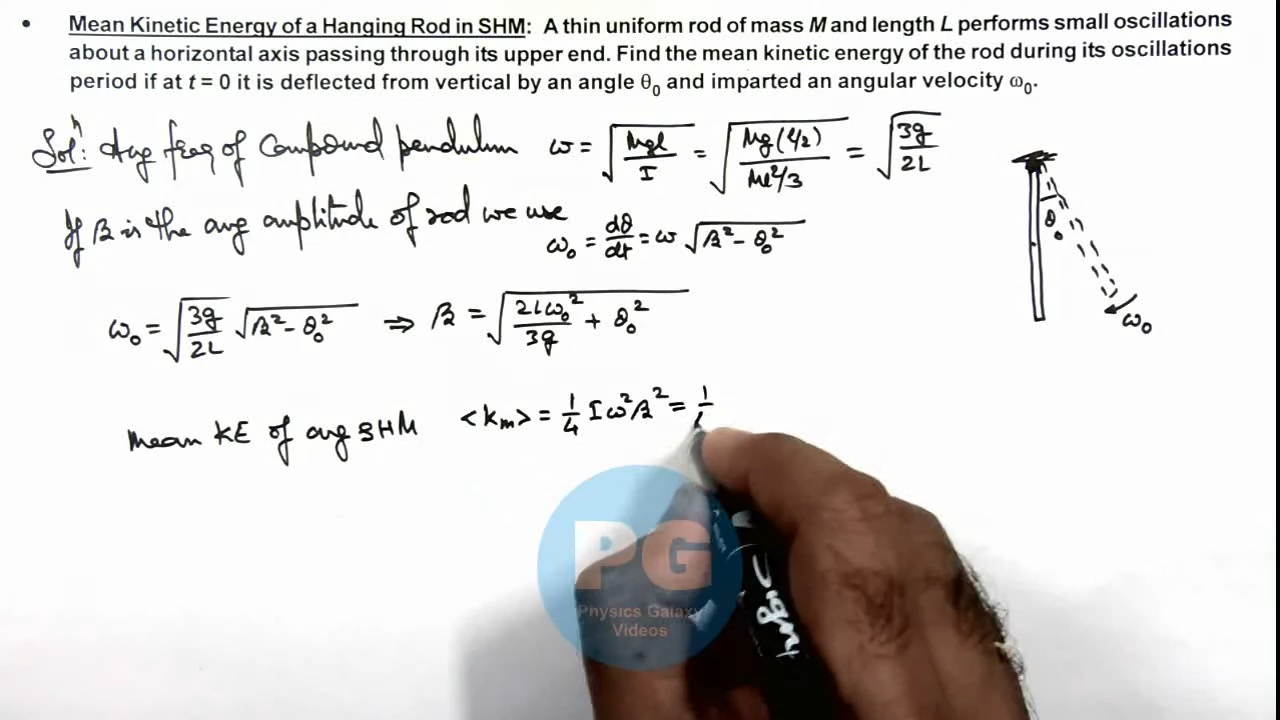 • Mean Kinetic Energy of a Hanging Rod in SHM: A thin uniform rod of mass M and length L performs small oscillations
about a horizontal axis passing through its upper end. Find the mean kinetic energy of the rod during its oscillations
period if at t = 0 it is deflected from vertical by an angle θ₀ and imparted an angular velocity ω₀.
Solⁿ: Ang freq of Compound pendulum ω = √(Mgl/I) = √(Mg(L/2)/(Ml²/3)) = √(3g/2L)
If β is the ang amplitude of rod we use ω₀ = dθ/dt = ω √(β² - θ₀²)
ω₀ = √(3g/2L) √(β² - θ₀²) ⇒ β = √(2Lω₀²/3g + θ₀²)
mean KE of ang SHM <kₘ> = 1/4 Iω²β² = 1
θ₀
ω₀
PG
Physics Galaxy
Videos